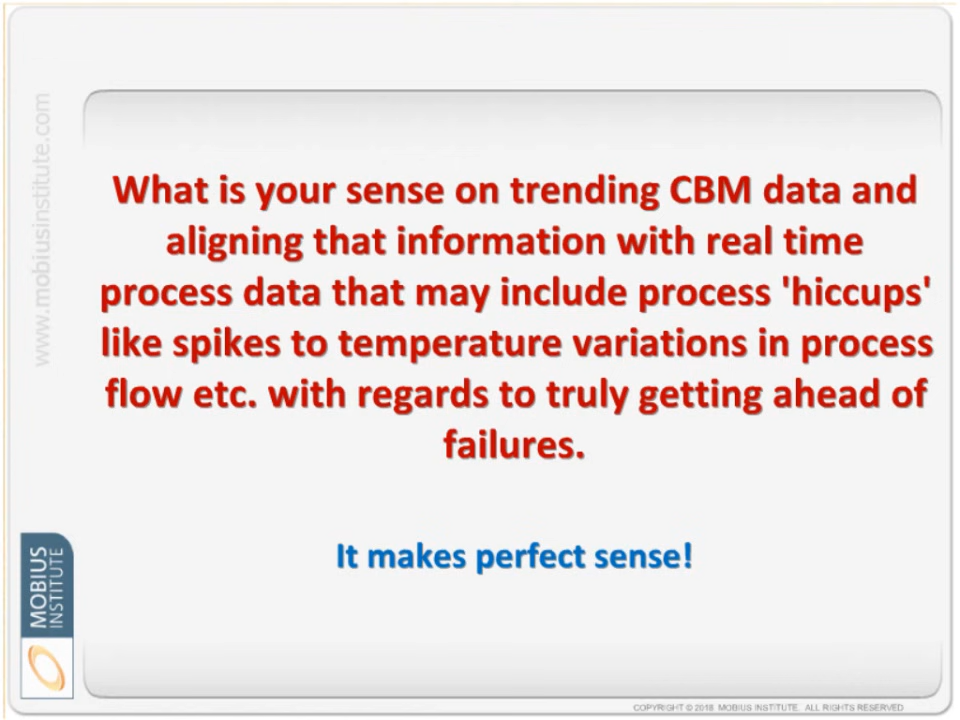 www.mobiusinstitute.com
What is your sense on trending CBM data and
aligning that information with real time
process data that may include process 'hiccups'
like spikes to temperature variations in process
flow etc. with regards to truly getting ahead of
failures.
It makes perfect sense!
MOBIUS
INSTITUTE
COPYRIGHT © 2018 MOBIUS INSTITUTE. ALL RIGHTS RESERVED